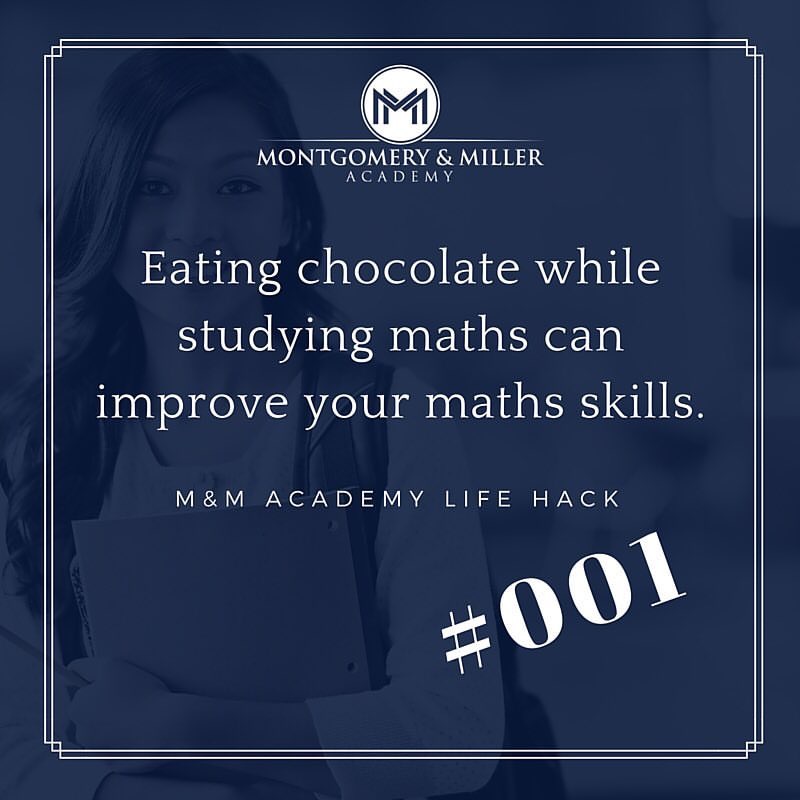 MONTGOMERY & MILLER
ACADEMY
Eating chocolate while
studying maths can
improve your maths skills.
M&M ACADEMY LIFE HACK
#001